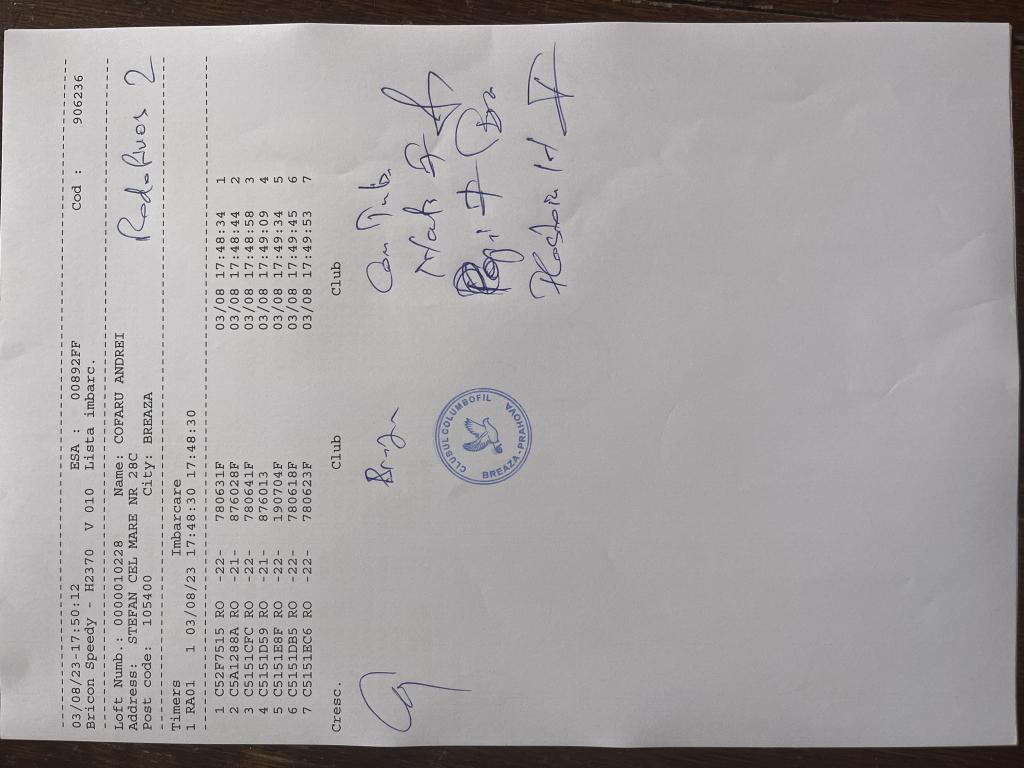 03/08/23-17:50:12 ESA : 00892FF Cod : 906236
Bricon Speedy - H2370 V 010 Lista imbarc.
Loft Numb.: 0000010228 Name: COFARU ANDREI
Address: STEFAN CEL MARE NR 28C
Post code: 105400 City: BREAZA
Timers Imbarcare
1 RA01 1 03/08/23 17:48:30 17:48:30
1 C52F7515 RO -22- 780631F 03/08 17:48:34 1
2 C5A1288A RO -21- 876028F 03/08 17:48:44 2
3 C5151CFC RO -22- 780641F 03/08 17:48:58 3
4 C5151D59 RO -21- 876013 03/08 17:49:09 4
5 C5151E8F RO -22- 190704F 03/08 17:49:34 5
6 C5151DB5 RO -22- 780618F 03/08 17:49:45 6
7 C5151EC6 RO -22- 780623F 03/08 17:49:53 7
Cresc. Club Club
CLUBUL COLUMBOFIL
BREAZA-PRAHOVA